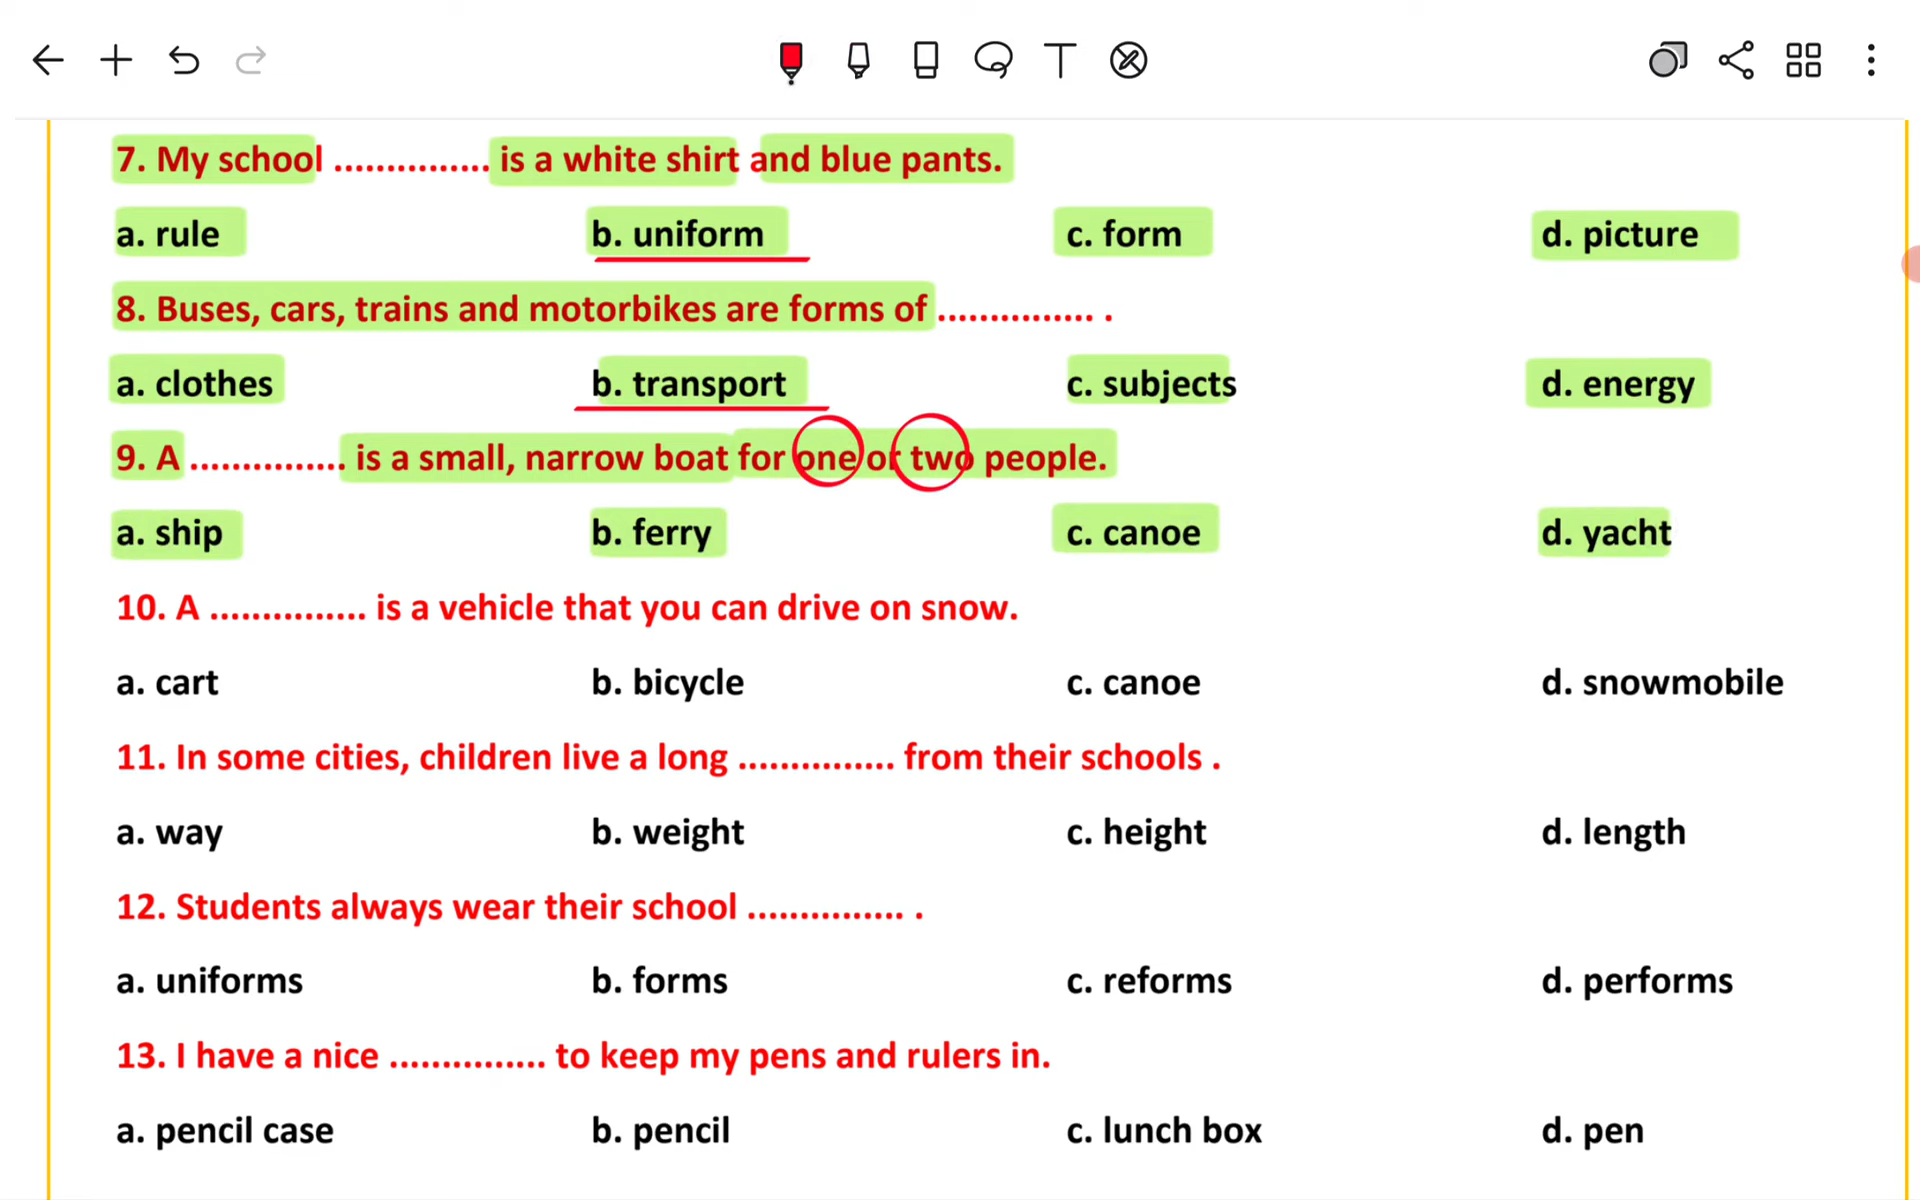 7. My school ............... is a white shirt and blue pants.
a. rule b. uniform c. form d. picture
8. Buses, cars, trains and motorbikes are forms of ............... .
a. clothes b. transport c. subjects d. energy
9. A ............... is a small, narrow boat for one or two people.
a. ship b. ferry c. canoe d. yacht
10. A ............... is a vehicle that you can drive on snow.
a. cart b. bicycle c. canoe d. snowmobile
11. In some cities, children live a long ............... from their schools .
a. way b. weight c. height d. length
12. Students always wear their school ............... .
a. uniforms b. forms c. reforms d. performs
13. I have a nice ............... to keep my pens and rulers in.
a. pencil case b. pencil c. lunch box d. pen